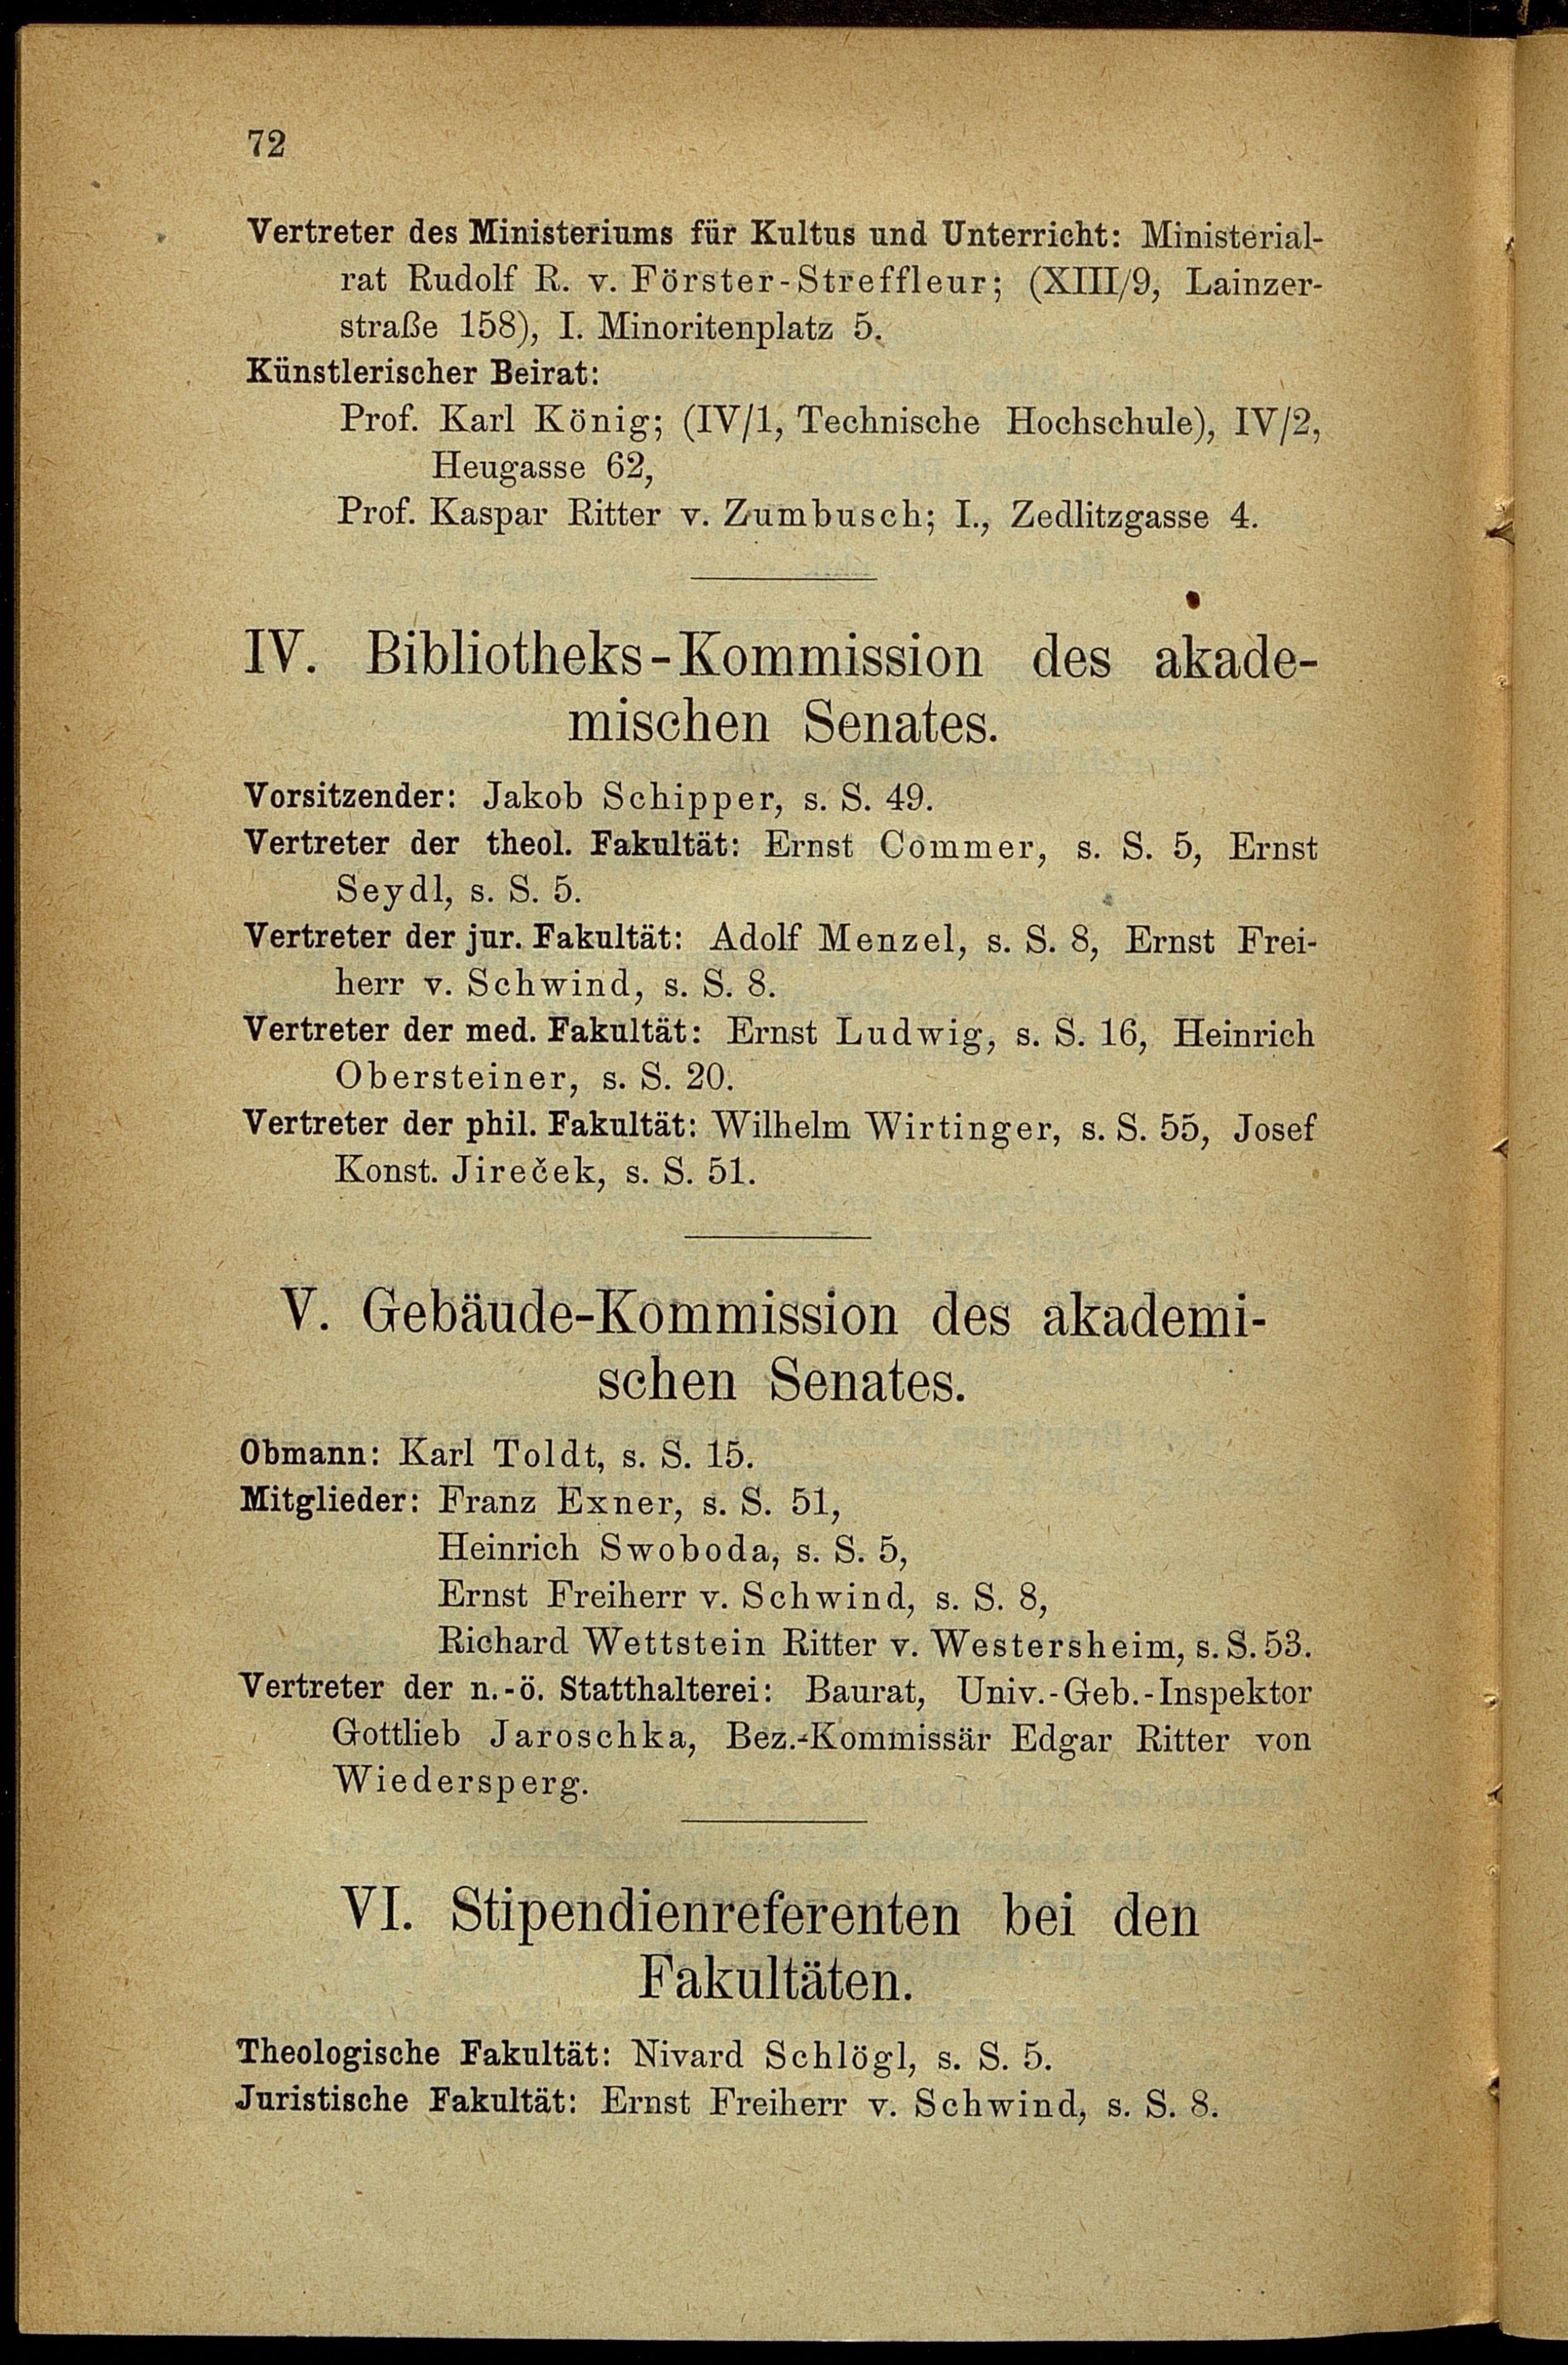 72
Vertreter des Ministeriums für Kultus und Unterricht: Ministerial-
rat Rudolf R. v. Förster-Streffleur; (XIII/9, Lainzer-
straße 158), I. Minoritenplatz 5.
Künstlerischer Beirat:
Prof. Karl König; (IV/1, Technische Hochschule), IV/2,
Heugasse 62,
Prof. Kaspar Ritter v. Zumbusch; I., Zedlitzgasse 4.
IV. Bibliotheks-Kommission des akade-
mischen Senates.
Vorsitzender: Jakob Schipper, s. S. 49.
Vertreter der theol. Fakultät: Ernst Commer, s. S. 5, Ernst
Seydl, s. S. 5.
Vertreter der jur. Fakultät: Adolf Menzel, s. S. 8, Ernst Frei-
herr v. Schwind, s. S. 8.
Vertreter der med. Fakultät: Ernst Ludwig, s. S. 16, Heinrich
Obersteiner, s. S. 20.
Vertreter der phil. Fakultät: Wilhelm Wirtinger, s. S. 55, Josef
Konst. Jireček, s. S. 51.
V. Gebäude-Kommission des akademi-
schen Senates.
Obmann: Karl Toldt, s. S. 15.
Mitglieder: Franz Exner, s. S. 51,
Heinrich Swoboda, s. S. 5,
Ernst Freiherr v. Schwind, s. S. 8,
Richard Wettstein Ritter v. Westersheim, s. S. 53.
Vertreter der n.-ö. Statthalterei: Baurat, Univ.-Geb.-Inspektor
Gottlieb Jaroschka, Bez.-Kommissär Edgar Ritter von
Wiedersperg.
VI. Stipendienreferenten bei den
Fakultäten.
Theologische Fakultät: Nivard Schlögl, s. S. 5.
Juristische Fakultät: Ernst Freiherr v. Schwind, s. S. 8.